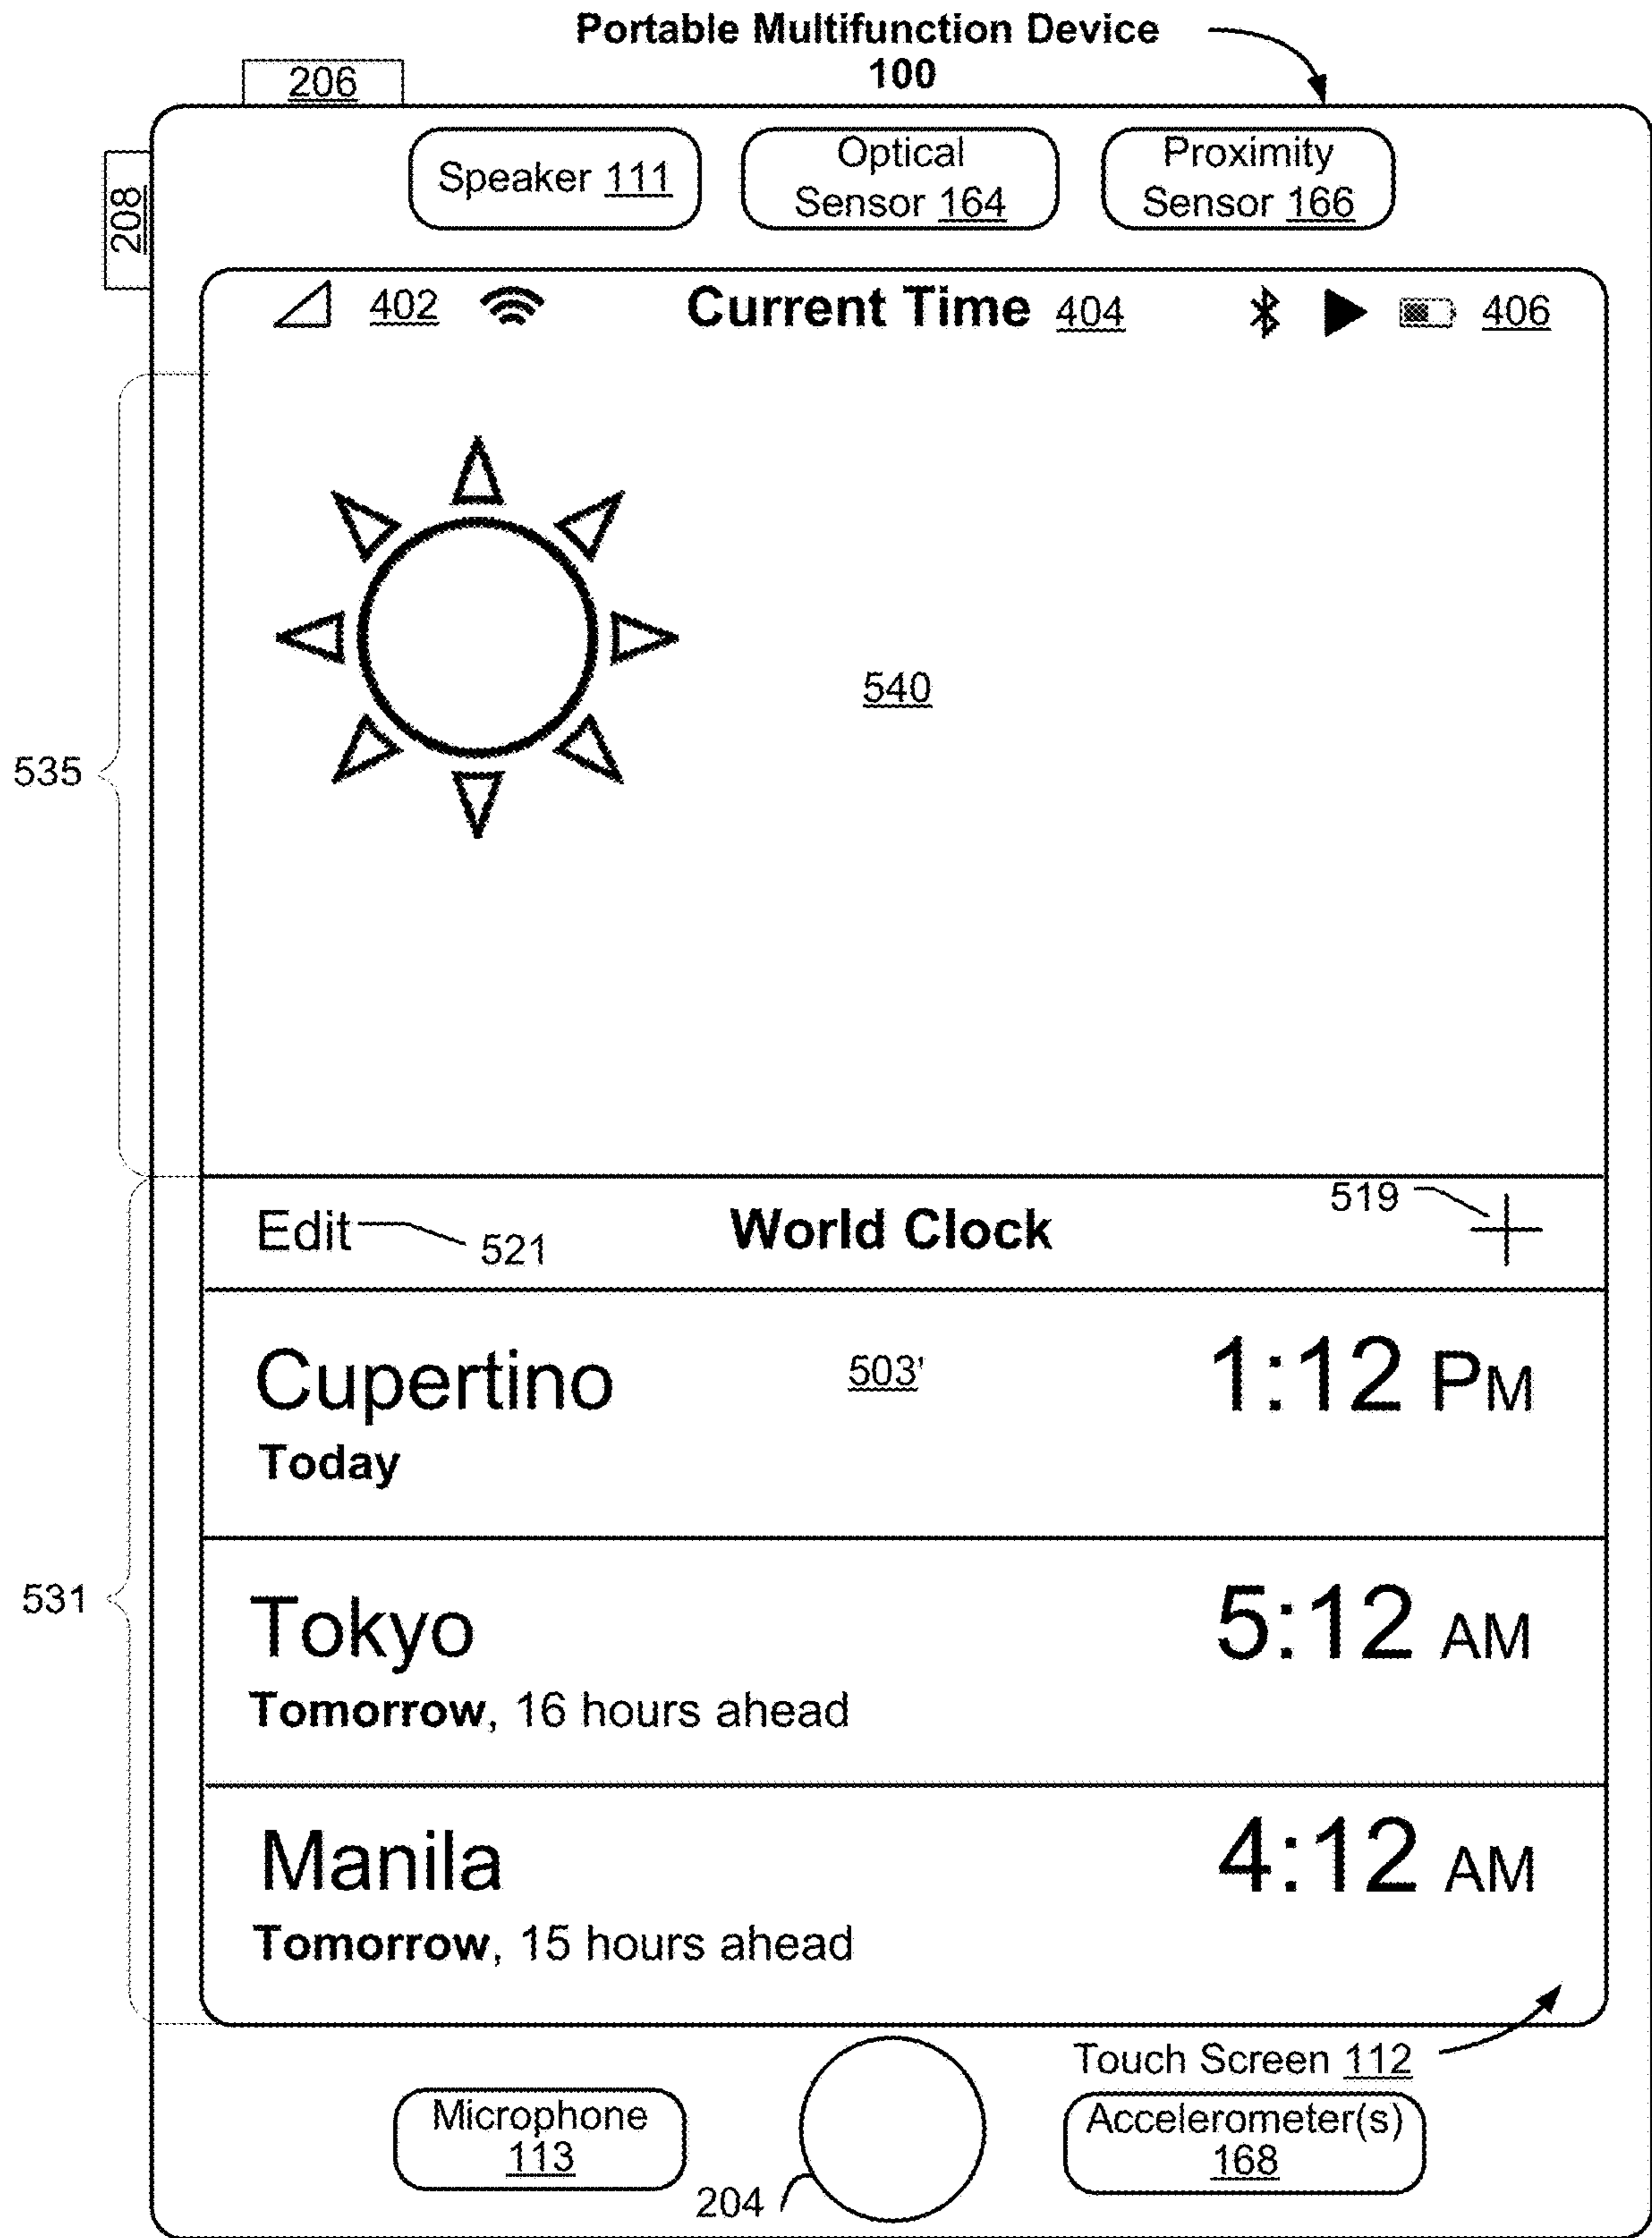 Portable Multifunction Device
100
206
208
Speaker 111
Optical
Sensor 164
Proximity
Sensor 166
402 Current Time 404 406
540
535
Edit 521 World Clock 519
Cupertino 503' 1:12 PM
Today
531
Tokyo 5:12 AM
Tomorrow, 16 hours ahead
Manila 4:12 AM
Tomorrow, 15 hours ahead
Touch Screen 112
Microphone
113
Accelerometer(s)
168
204